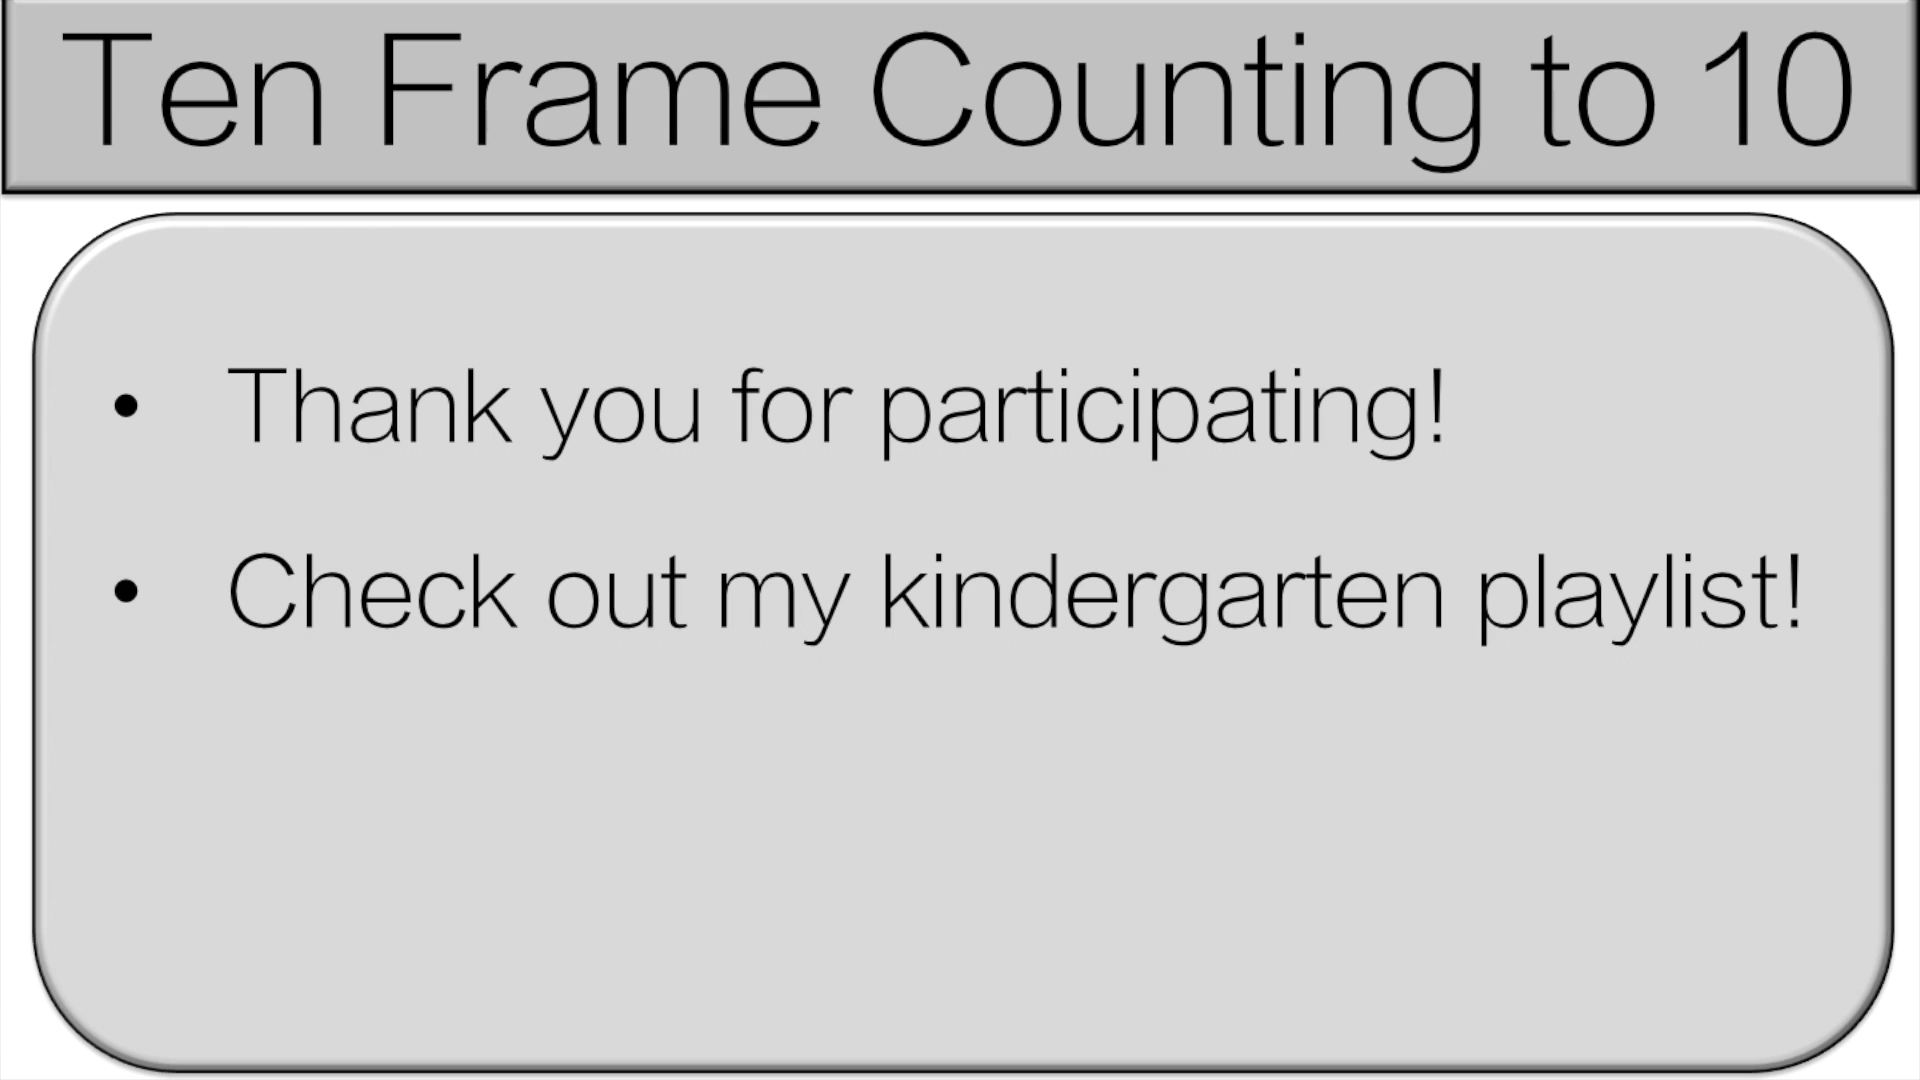 Ten Frame Counting to 10
• Thank you for participating!
• Check out my kindergarten playlist!